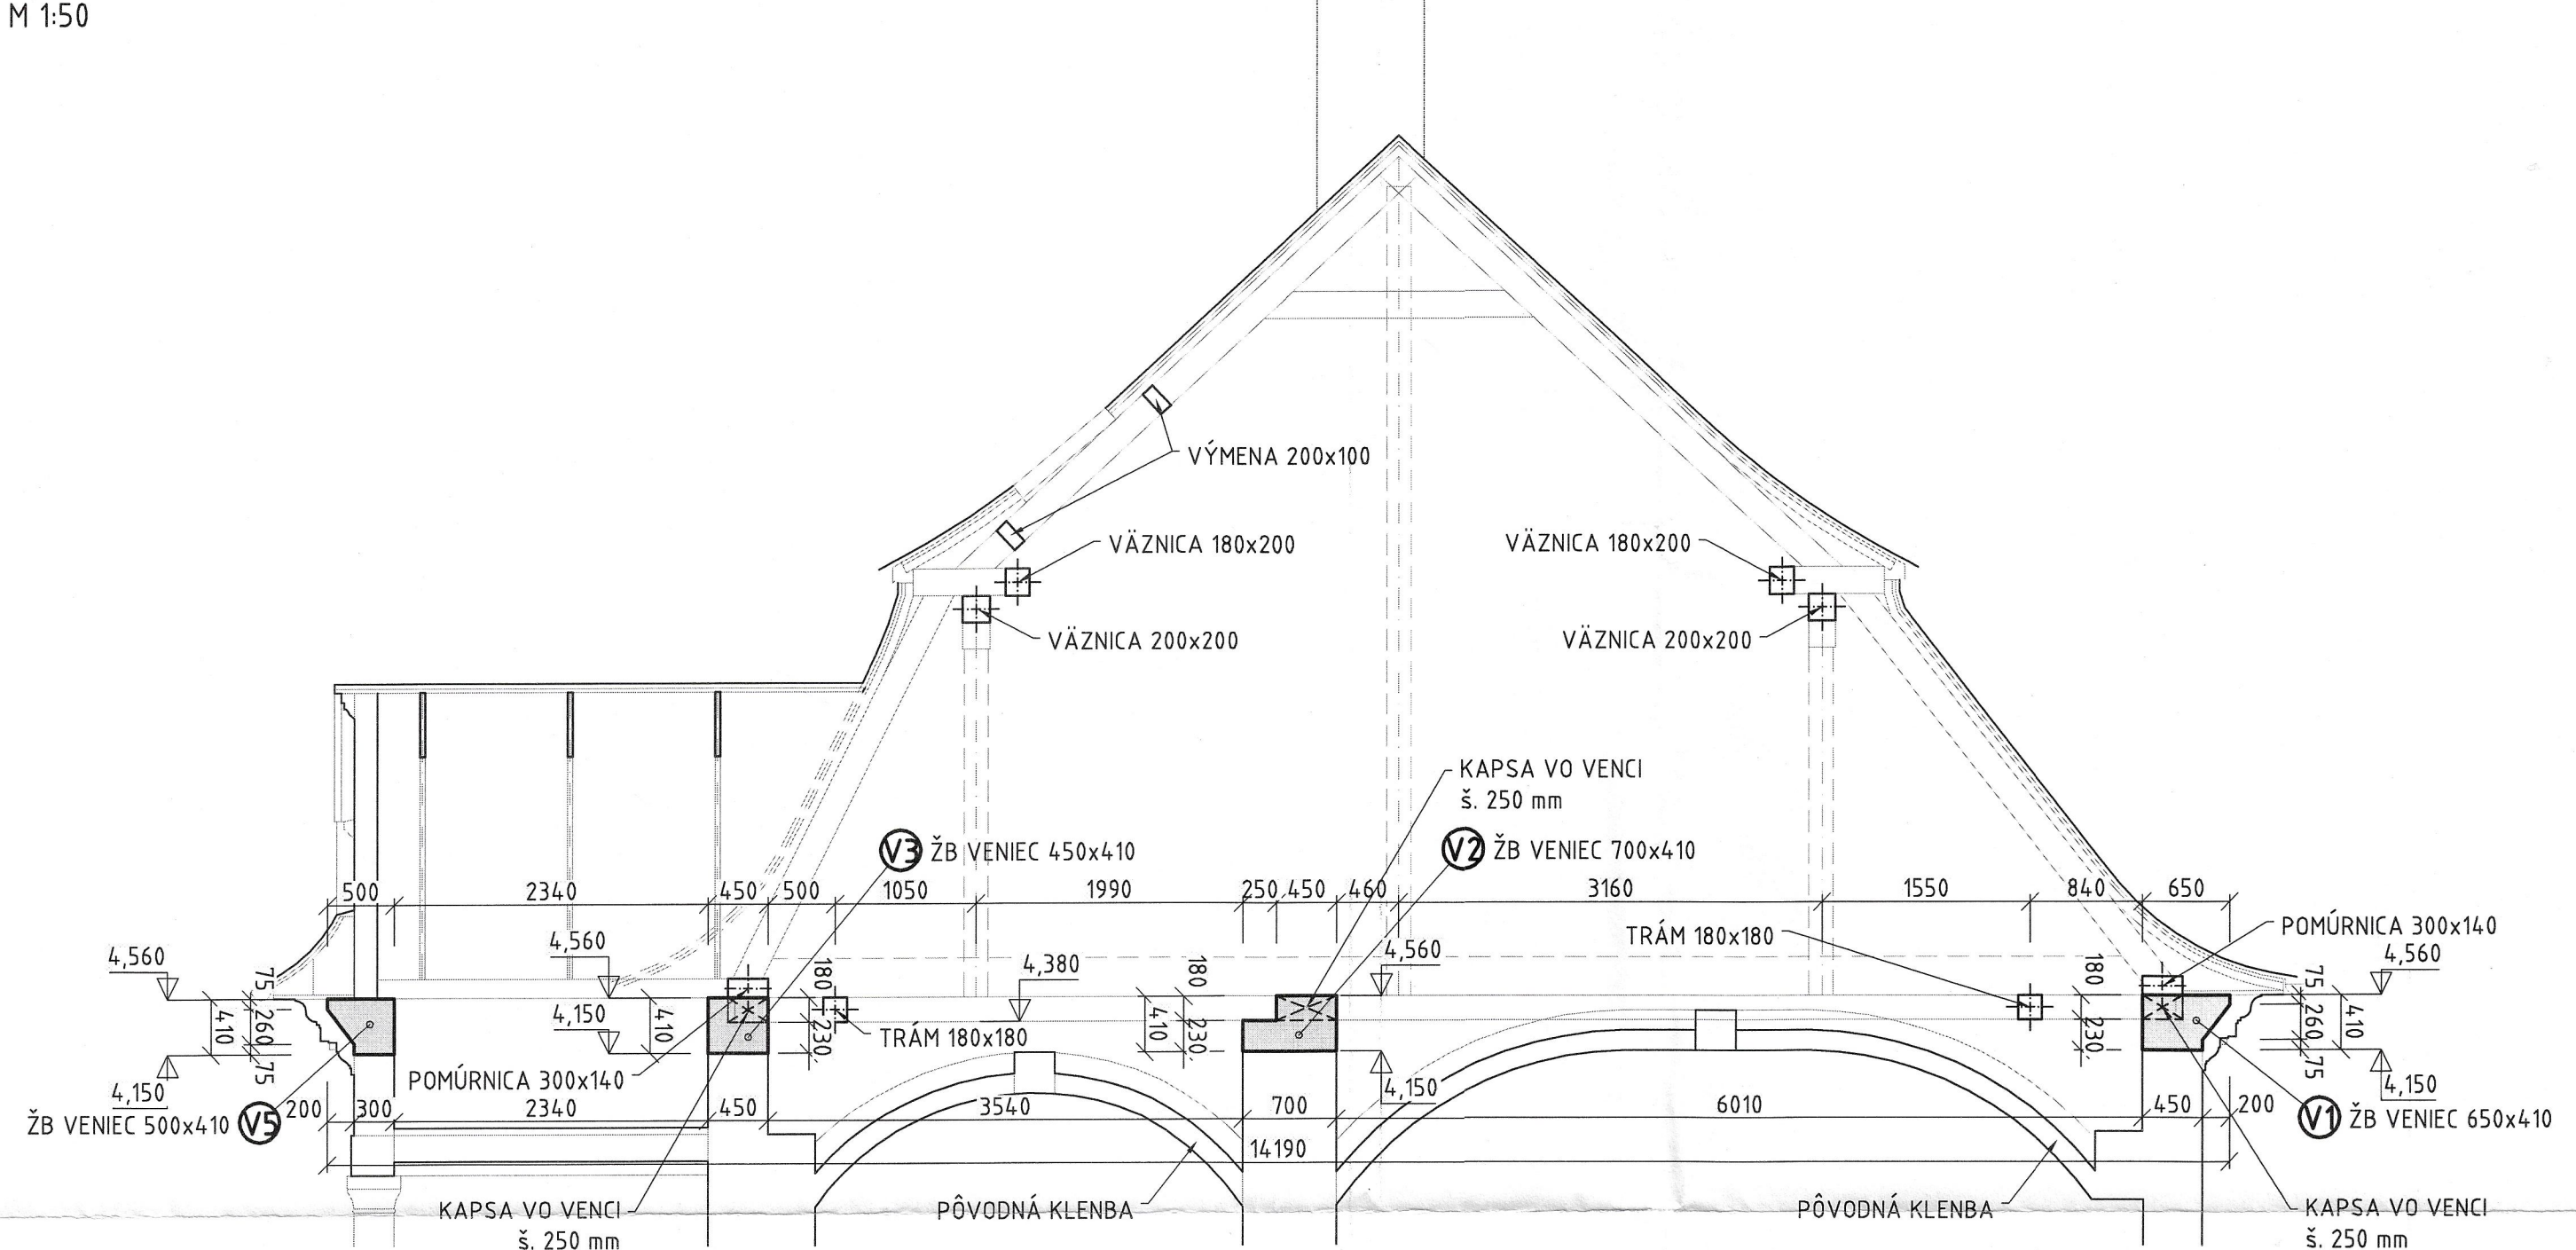 M 1:50
VÝMENA 200x100
VÄZNICA 180x200
VÄZNICA 180x200
VÄZNICA 200x200
VÄZNICA 200x200
KAPSA VO VENCI
š. 250 mm
V3 ŽB VENIEC 450x410
V2 ŽB VENIEC 700x410
500 2340 450 500 1050 1990 250 450 460 3160 1550 840 650
POMÚRNICA 300x140
TRÁM 180x180
4,560
4,560
4,380
4,560
4,560
75
260
75
410
4,150
410
180
230
410
180
230
180
230
75
260
75
410
TRÁM 180x180
POMÚRNICA 300x140
4,150
4,150
4,150
ŽB VENIEC 500x410 V5
V1 ŽB VENIEC 650x410
200 300 2340 450 3540 700 6010 450 200
14190
KAPSA VO VENCI
š. 250 mm
PÔVODNÁ KLENBA
PÔVODNÁ KLENBA
KAPSA VO VENCI
š. 250 mm